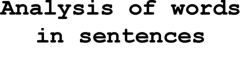 Analysis of words
in sentences